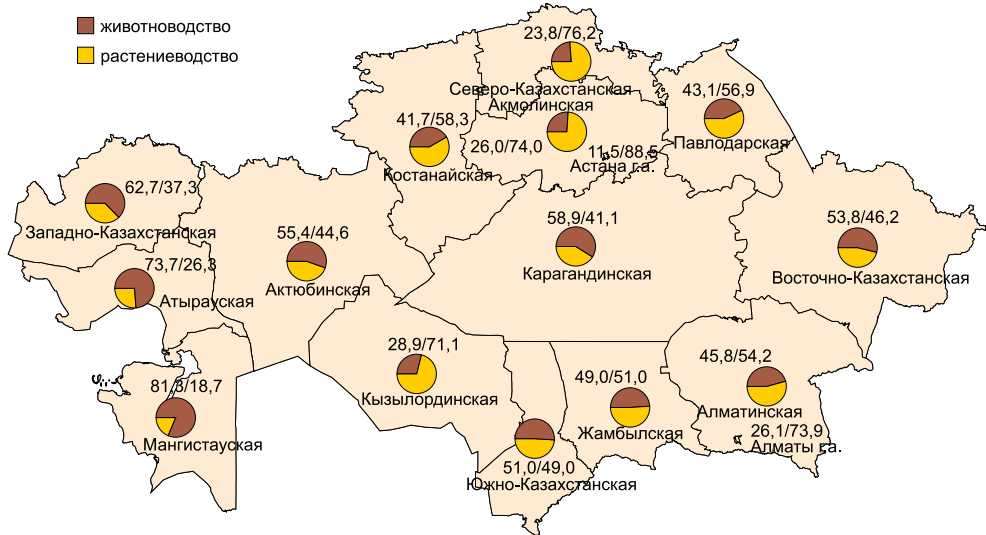 животноводство
растениеводство
23,8/76,2
Северо-Казахстанская
Акмолинская
43,1/56,9
Павлодарская
41,7/58,3
Костанайская
26,0/74,0
11,5/88,5
Астана г.а.
62,7/37,3
Западно-Казахстанская
55,4/44,6
Актюбинская
58,9/41,1
Карагандинская
53,8/46,2
Восточно-Казахстанская
73,7/26,3
Атырауская
28,9/71,1
Кызылординская
49,0/51,0
Жамбылская
45,8/54,2
Алматинская
26,1/73,9
Алматы г.а.
81,3/18,7
Мангистауская
51,0/49,0
Южно-Казахстанская